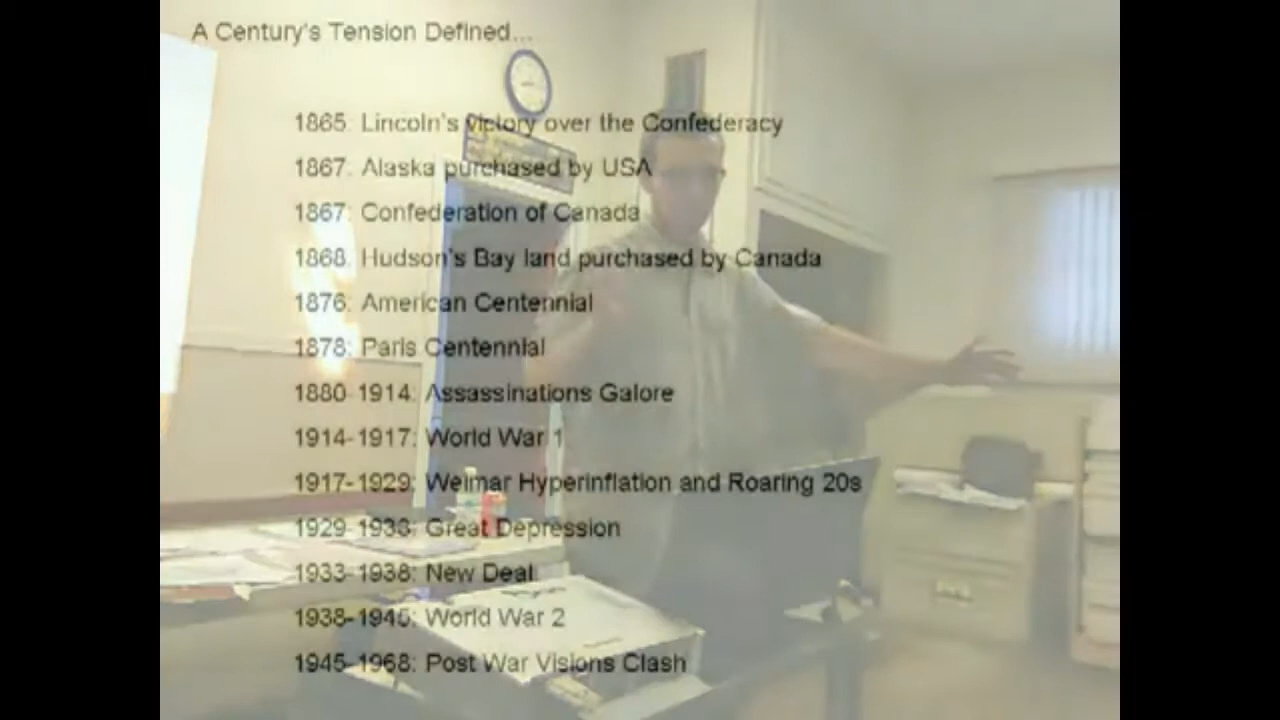 A Century's Tension Defined...
1865: Lincoln's victory over the Confederacy
1867: Alaska purchased by USA
1867: Confederation of Canada
1868: Hudson's Bay land purchased by Canada
1876: American Centennial
1878: Paris Centennial
1880-1914: Assassinations Galore
1914-1917: World War 1
1917-1929: Weimar Hyperinflation and Roaring 20s
1929-1933: Great Depression
1933-1938: New Deal
1938-1945: World War 2
1945-1968: Post War Visions Clash